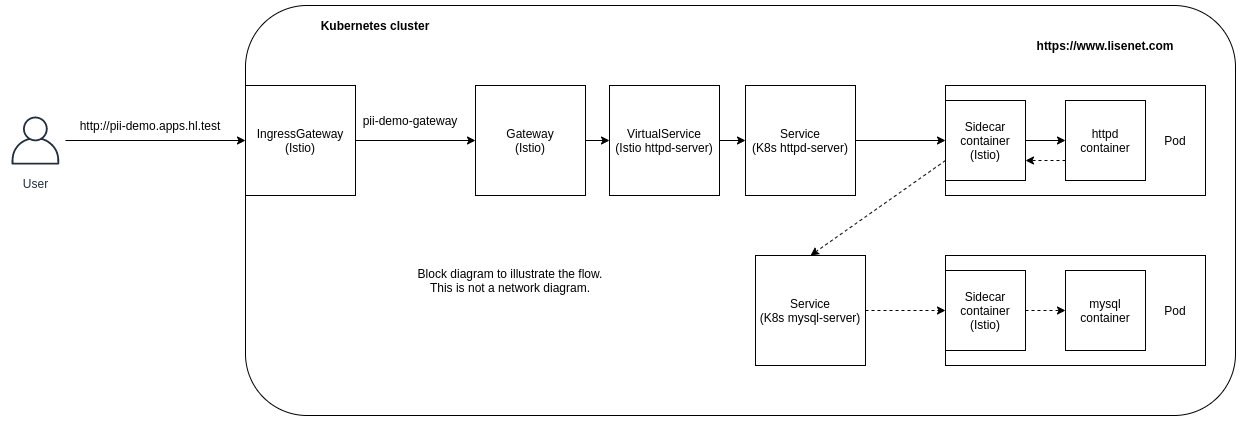 Kubernetes cluster
https://www.lisenet.com
http://pii-demo.apps.hl.test
User
IngressGateway
(Istio)
pii-demo-gateway
Gateway
(Istio)
VirtualService
(Istio httpd-server)
Service
(K8s httpd-server)
Sidecar
container
(Istio)
httpd
container
Pod
Block diagram to illustrate the flow.
This is not a network diagram.
Service
(K8s mysql-server)
Sidecar
container
(Istio)
mysql
container
Pod